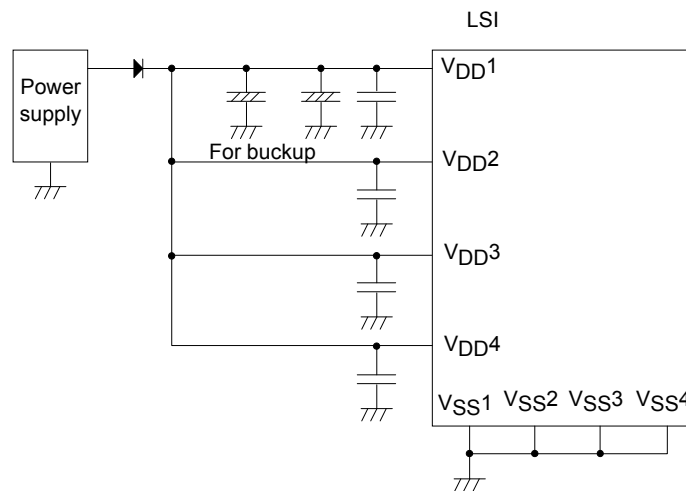 LSI
Power
supply
VDD1
For buckup
VDD2
VDD3
VDD4
VSS1 VSS2 VSS3 VSS4